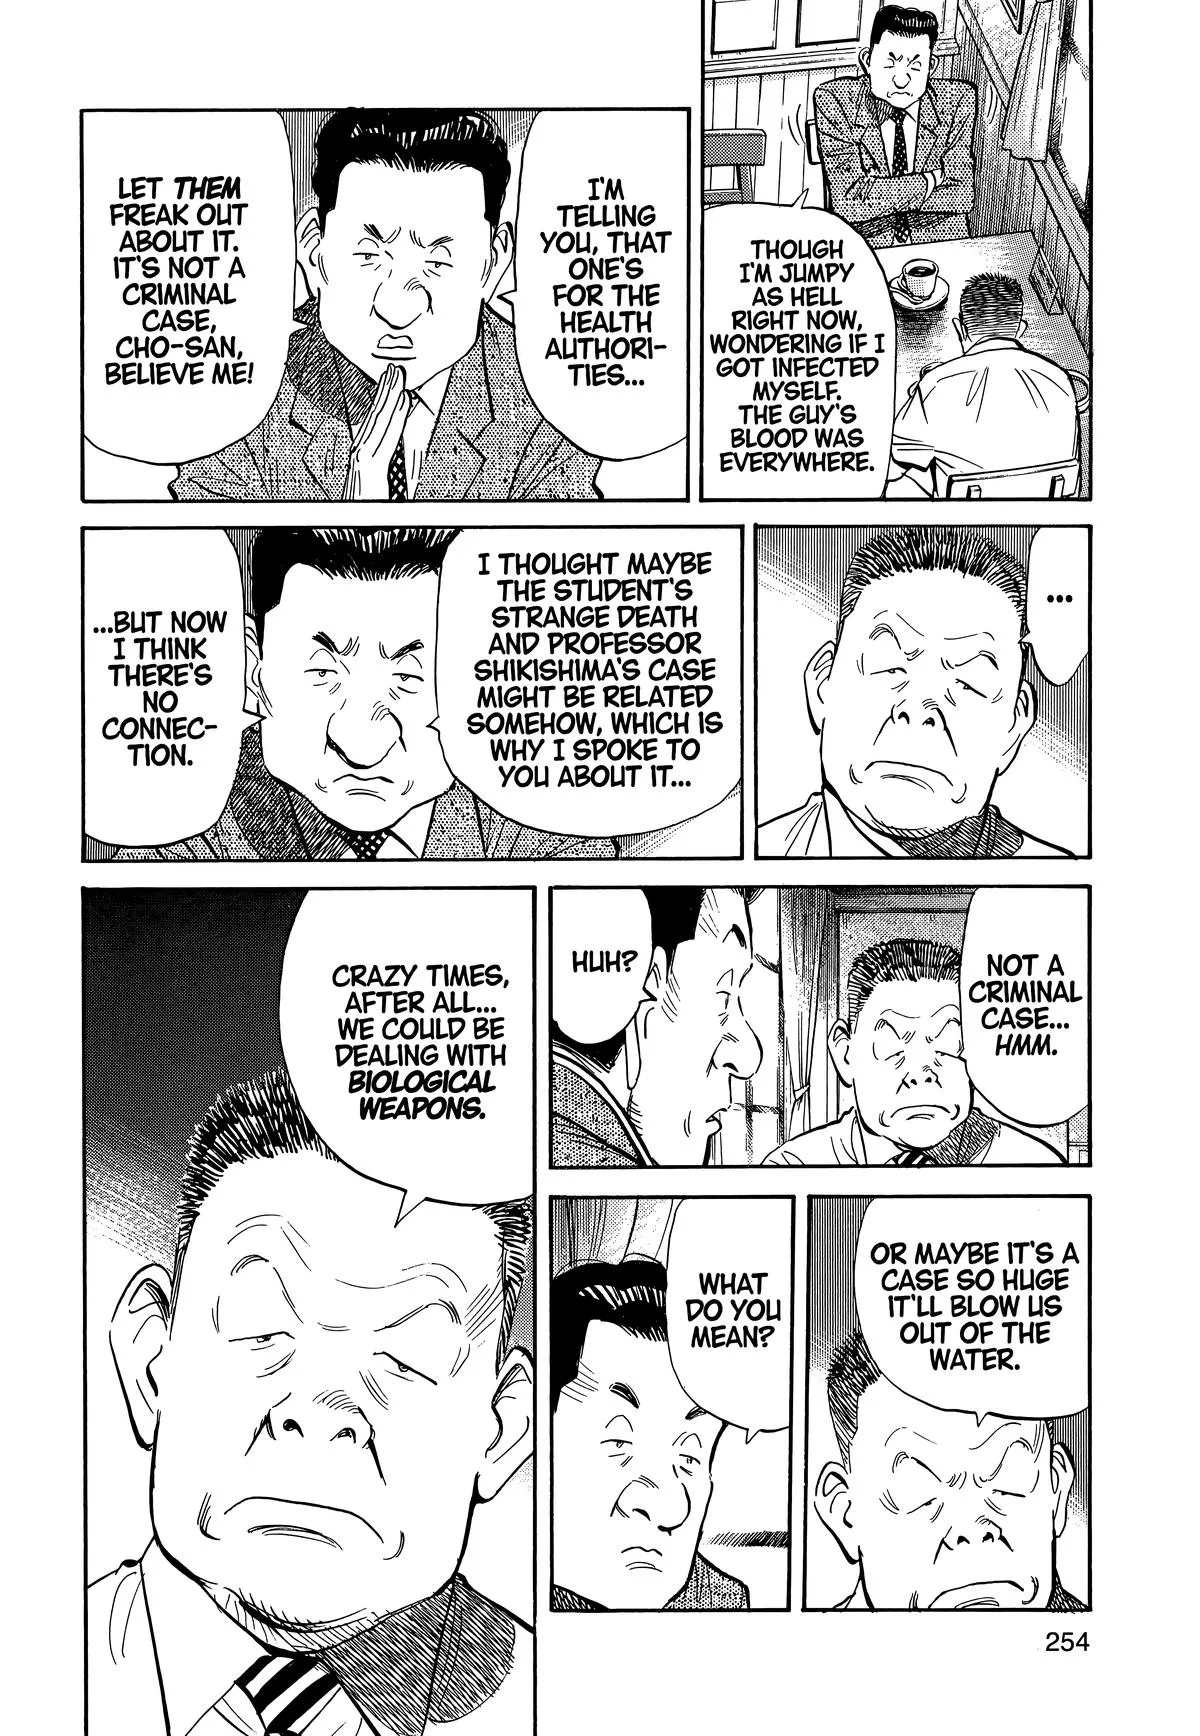 THOUGH
I'M JUMPY
AS HELL
RIGHT NOW,
WONDERING IF I
GOT INFECTED
MYSELF.
THE GUY'S
BLOOD WAS
EVERYWHERE.
I'M
TELLING
YOU, THAT
ONE'S
FOR THE
HEALTH
AUTHORI-
TIES...
LET THEM
FREAK OUT
ABOUT IT.
IT'S NOT A
CRIMINAL
CASE,
CHO-SAN,
BELIEVE ME!
...
I THOUGHT MAYBE
THE STUDENT'S
STRANGE DEATH
AND PROFESSOR
SHIKISHIMA'S CASE
MIGHT BE RELATED
SOMEHOW, WHICH IS
WHY I SPOKE TO
YOU ABOUT IT...
...BUT NOW
I THINK
THERE'S
NO
CONNEC-
TION.
NOT A
CRIMINAL
CASE...
HMM.
HUH?
OR MAYBE IT'S A
CASE SO HUGE
IT'LL BLOW US
OUT OF THE
WATER.
WHAT
DO YOU
MEAN?
CRAZY TIMES,
AFTER ALL...
WE COULD BE
DEALING WITH
BIOLOGICAL
WEAPONS.
254